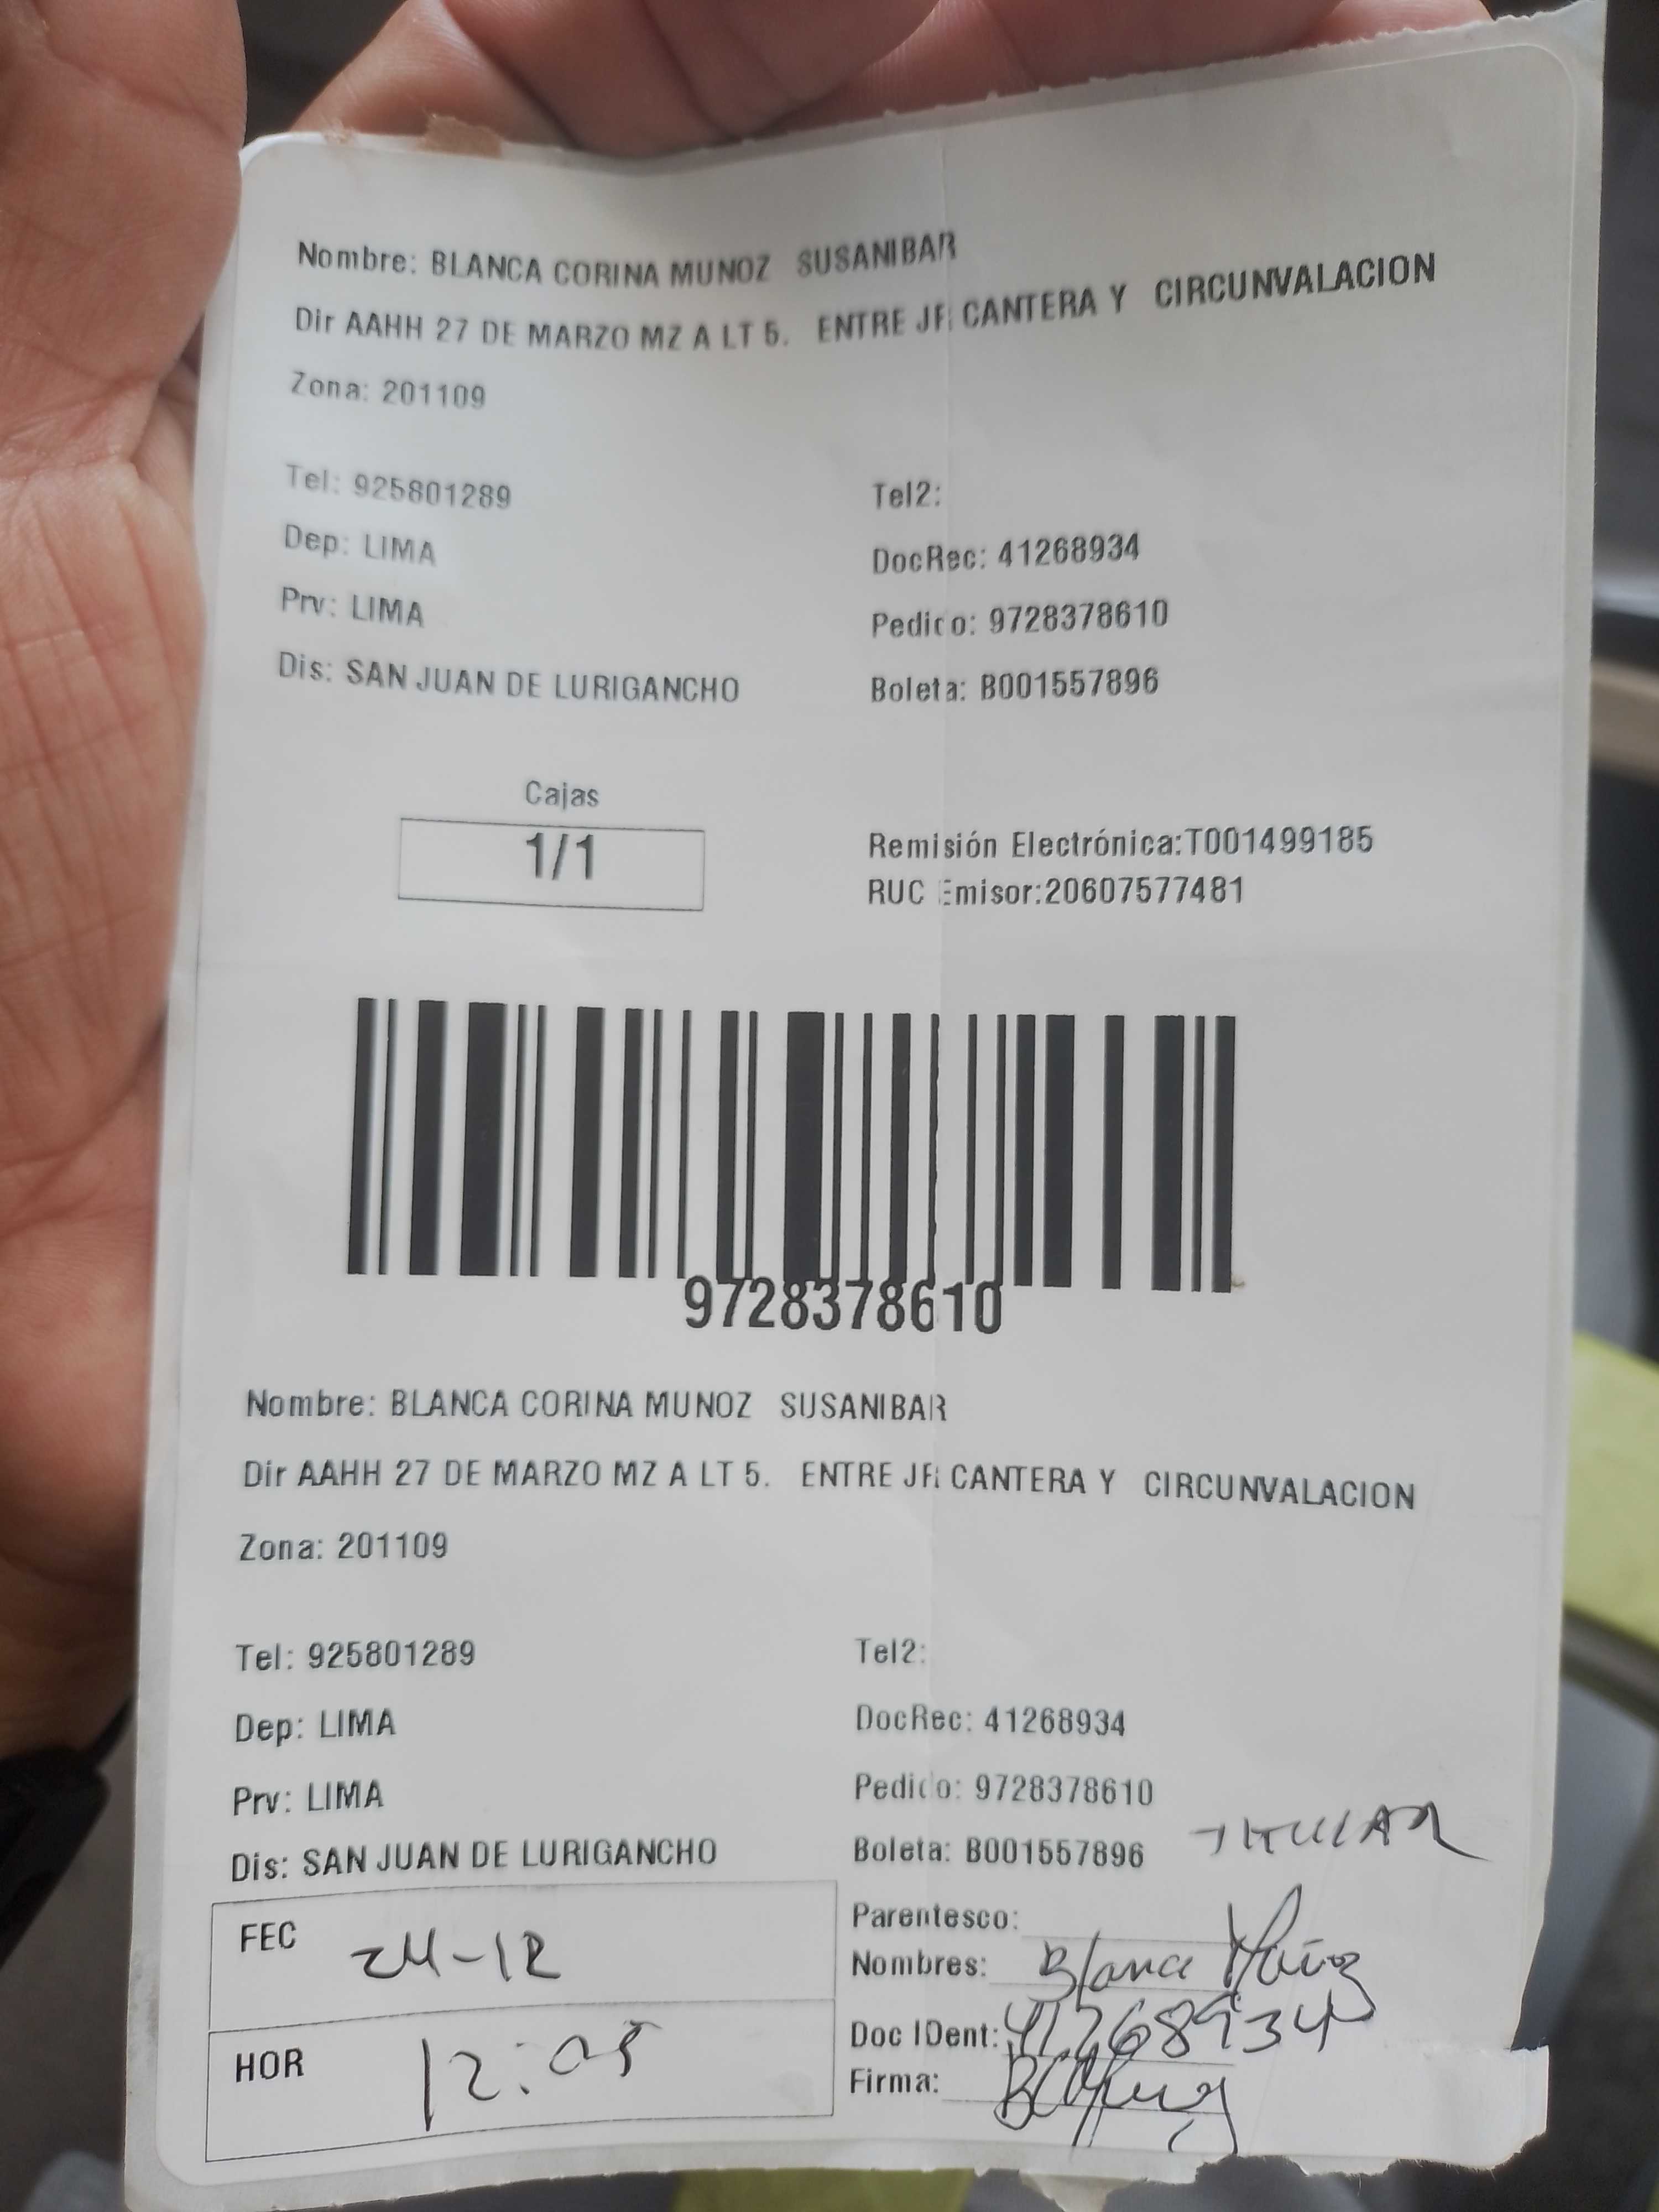 Nombre: BLANCA CORINA MUNOZ SUSANIBAR
Dir AAHH 27 DE MARZO MZ A LT 5. ENTRE JR CANTERA Y CIRCUNVALACION
Zona: 201109
Tel: 925801289 Tel2:
Dep: LIMA DocRec: 41268934
Prv: LIMA Pedido: 9728378610
Dis: SAN JUAN DE LURIGANCHO Boleta: B001557896
Cajas
1/1
Remisión Electrónica:T001499185
RUC Emisor:20607577481
9728378610
Nombre: BLANCA CORINA MUNOZ SUSANIBAR
Dir AAHH 27 DE MARZO MZ A LT 5. ENTRE JR CANTERA Y CIRCUNVALACION
Zona: 201109
Tel: 925801289 Tel2:
Dep: LIMA DocRec: 41268934
Prv: LIMA Pedido: 9728378610
Dis: SAN JUAN DE LURIGANCHO Boleta: B001557896 TITULAR
FEC 24-12
HOR 12:05
Parentesco:
Nombres: Blanca Muñoz
Doc IDent: 41268934
Firma: